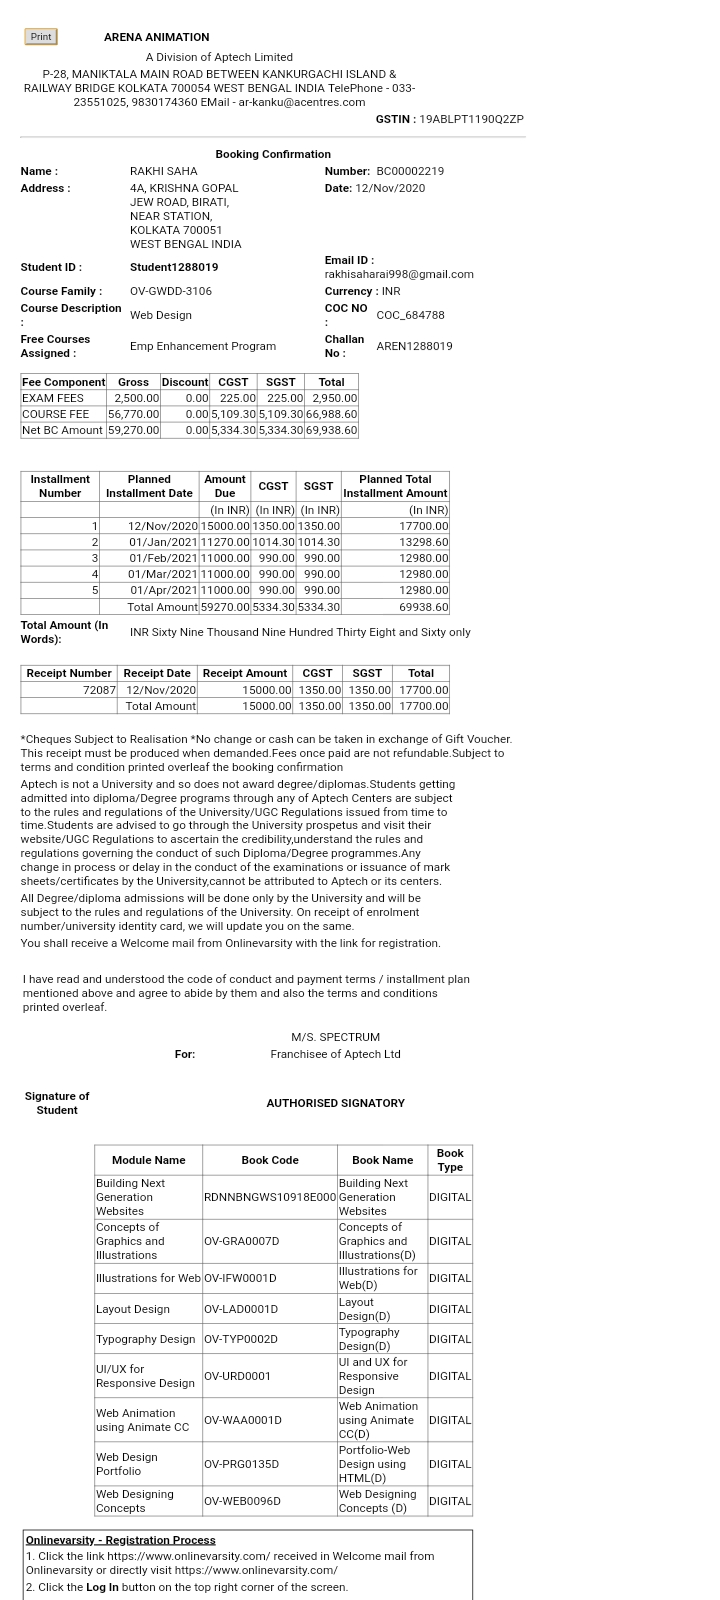 Print
ARENA ANIMATION
A Division of Aptech Limited
P-28, MANIKTALA MAIN ROAD BETWEEN KANKURGACHI ISLAND &
RAILWAY BRIDGE KOLKATA 700054 WEST BENGAL INDIA TelePhone - 033-
23551025, 9830174360 EMail - ar-kanku@acentres.com
GSTIN : 19ABLPT1190Q2ZP
Booking Confirmation
Name : RAKHI SAHA Number: BC00002219
Address : 4A, KRISHNA GOPAL Date: 12/Nov/2020
JEW ROAD, BIRATI,
NEAR STATION,
KOLKATA 700051
WEST BENGAL INDIA
Student ID : Student1288019 Email ID :
rakhisaharai998@gmail.com
Course Family : OV-GWDD-3106 Currency : INR
Course Description : Web Design COC NO : COC_684788
Free Courses Assigned : Emp Enhancement Program Challan No : AREN1288019
Fee Component Gross Discount CGST SGST Total
EXAM FEES 2,500.00 0.00 225.00 225.00 2,950.00
COURSE FEE 56,770.00 0.00 5,109.30 5,109.30 66,988.60
Net BC Amount 59,270.00 0.00 5,334.30 5,334.30 69,938.60
Installment Number Planned Installment Date Amount Due CGST SGST Planned Total Installment Amount
(In INR) (In INR) (In INR) (In INR)
1 12/Nov/2020 15000.00 1350.00 1350.00 17700.00
2 01/Jan/2021 11270.00 1014.30 1014.30 13298.60
3 01/Feb/2021 11000.00 990.00 990.00 12980.00
4 01/Mar/2021 11000.00 990.00 990.00 12980.00
5 01/Apr/2021 11000.00 990.00 990.00 12980.00
Total Amount 59270.00 5334.30 5334.30 69938.60
Total Amount (In Words): INR Sixty Nine Thousand Nine Hundred Thirty Eight and Sixty only
Receipt Number Receipt Date Receipt Amount CGST SGST Total
72087 12/Nov/2020 15000.00 1350.00 1350.00 17700.00
Total Amount 15000.00 1350.00 1350.00 17700.00
*Cheques Subject to Realisation *No change or cash can be taken in exchange of Gift Voucher.
This receipt must be produced when demanded.Fees once paid are not refundable.Subject to
terms and condition printed overleaf the booking confirmation
Aptech is not a University and so does not award degree/diplomas.Students getting
admitted into diploma/Degree programs through any of Aptech Centers are subject
to the rules and regulations of the University/UGC Regulations issued from time to
time.Students are advised to go through the University prospetus and visit their
website/UGC Regulations to ascertain the credibility,understand the rules and
regulations governing the conduct of such Diploma/Degree programmes.Any
change in process or delay in the conduct of the examinations or issuance of mark
sheets/certificates by the University,cannot be attributed to Aptech or its centers.
All Degree/diploma admissions will be done only by the University and will be
subject to the rules and regulations of the University. On receipt of enrolment
number/university identity card, we will update you on the same.
You shall receive a Welcome mail from Onlinevarsity with the link for registration.
I have read and understood the code of conduct and payment terms / installment plan
mentioned above and agree to abide by them and also the terms and conditions
printed overleaf.
M/S. SPECTRUM
For: Franchisee of Aptech Ltd
Signature of Student AUTHORISED SIGNATORY
Module Name Book Code Book Name Book Type
Building Next Generation Websites RDNNBNGWS10918E000 Building Next Generation Websites DIGITAL
Concepts of Graphics and Illustrations OV-GRA0007D Concepts of Graphics and Illustrations(D) DIGITAL
Illustrations for Web OV-IFW0001D Illustrations for Web(D) DIGITAL
Layout Design OV-LAD0001D Layout Design(D) DIGITAL
Typography Design OV-TYP0002D Typography Design(D) DIGITAL
UI/UX for Responsive Design OV-URD0001 UI and UX for Responsive Design DIGITAL
Web Animation using Animate CC OV-WAA0001D Web Animation using Animate CC(D) DIGITAL
Web Design Portfolio OV-PRG0135D Portfolio-Web Design using HTML(D) DIGITAL
Web Designing Concepts OV-WEB0096D Web Designing Concepts (D) DIGITAL
Onlinevarsity - Registration Process
1. Click the link https://www.onlinevarsity.com/ received in Welcome mail from
Onlinevarsity or directly visit https://www.onlinevarsity.com/
2. Click the Log In button on the top right corner of the screen.